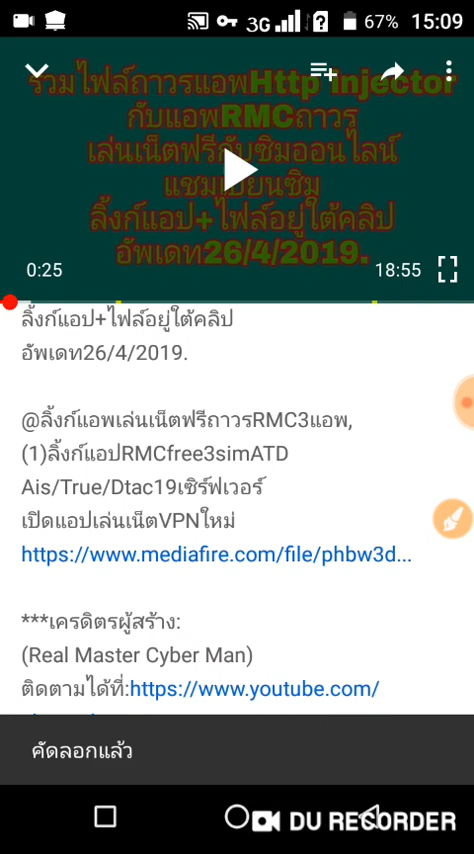 3G 67% 15:09
รวมไฟล์ถาวรแอพHttp Injector
กับแอพRMCถาวร
เล่นเน็ตฟรีกับซิมออนไลน์
แชมเปี้ยนซิม
ลิ้งก์แอป+ไฟล์อยู่ใต้คลิป
อัพเดท26/4/2019.
0:25 18:55
ลิ้งก์แอป+ไฟล์อยู่ใต้คลิป
อัพเดท26/4/2019.
@ลิ้งก์แอพเล่นเน็ตฟรีถาวรRMC3แอพ,
(1)ลิ้งก์แอปRMCfree3simATD
Ais/True/Dtac19เซิร์ฟเวอร์
เปิดแอปเล่นเน็ตVPNใหม่
https://www.mediafire.com/file/phbw3d...
***เครดิตรผู้สร้าง:
(Real Master Cyber Man)
ติดตามได้ที่:https://www.youtube.com/
คัดลอกแล้ว
DU RECORDER